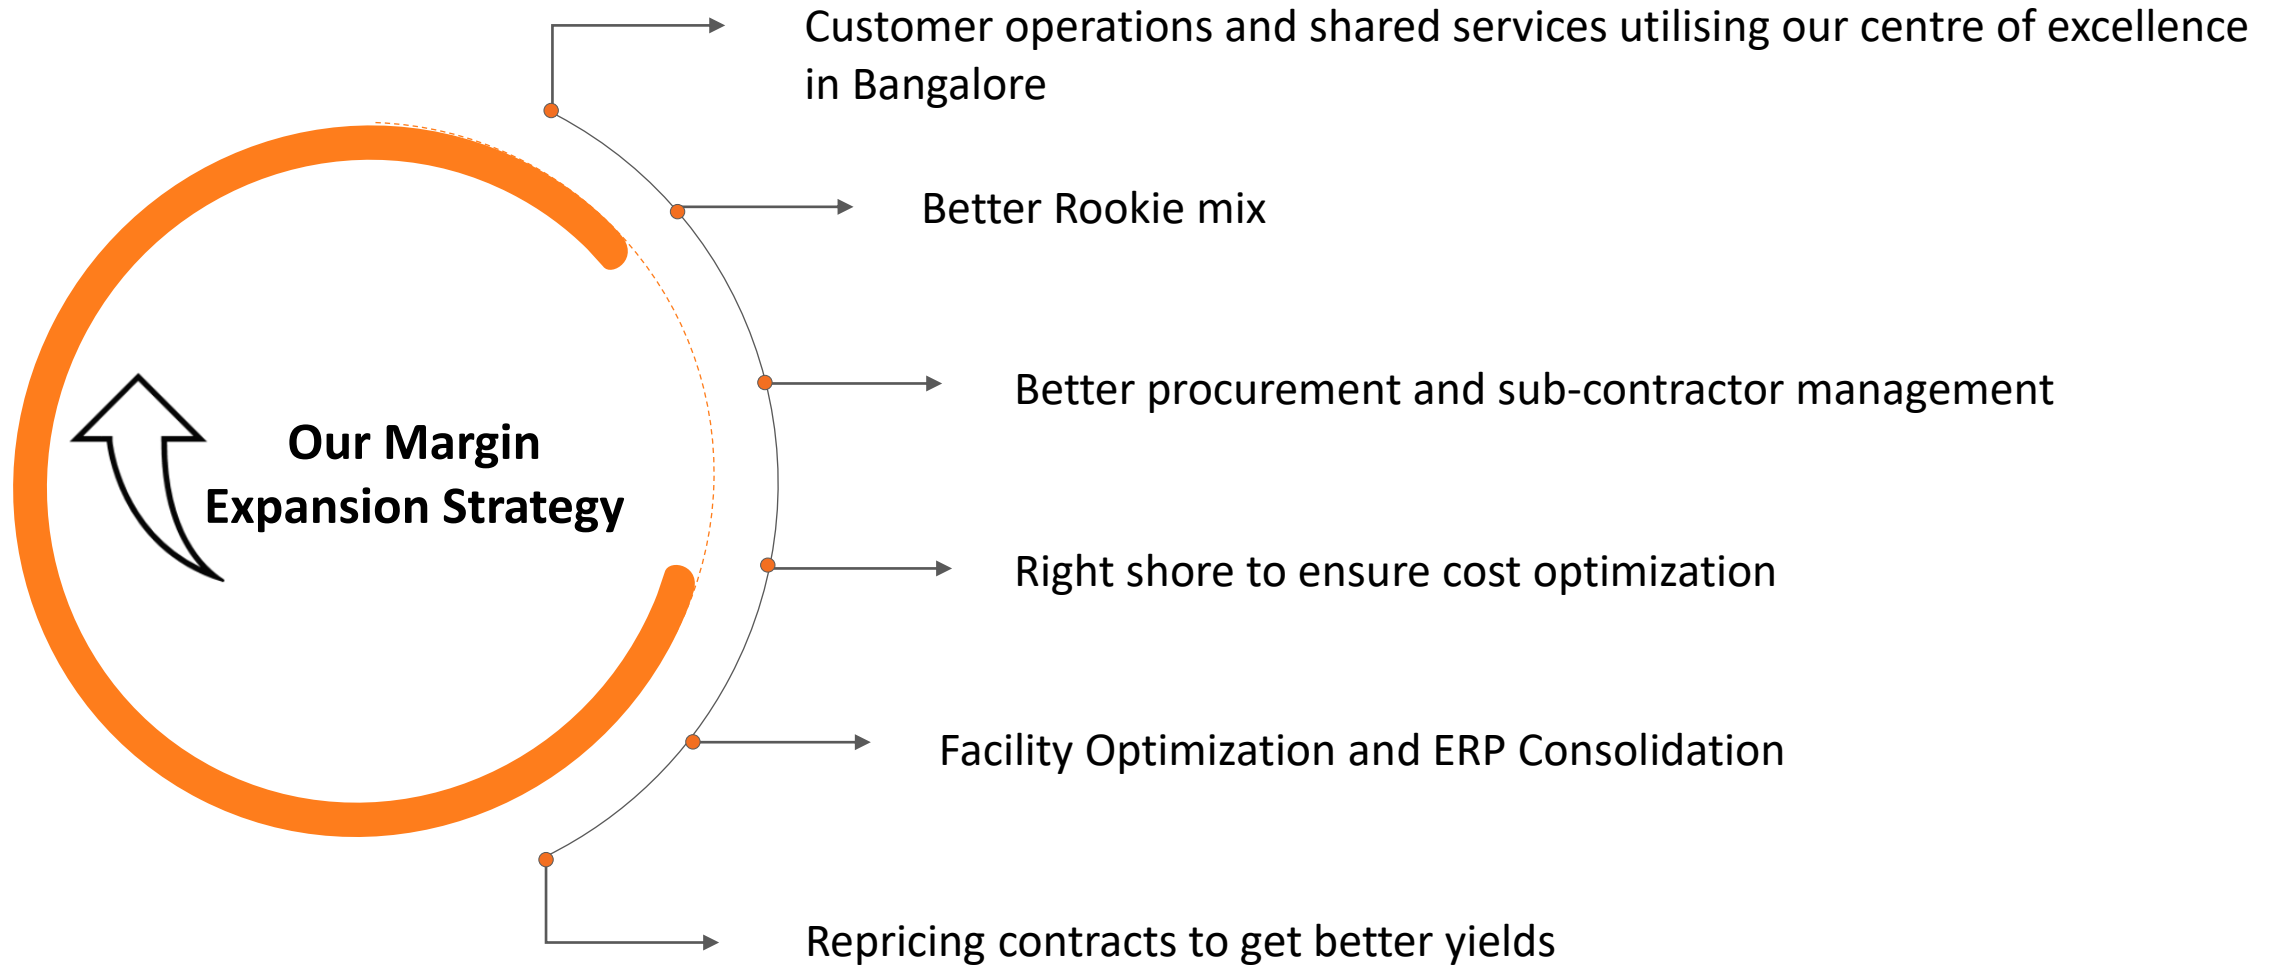 Customer operations and shared services utilising our centre of excellence
in Bangalore
Better Rookie mix
Better procurement and sub-contractor management
Our Margin
Expansion Strategy
Right shore to ensure cost optimization
Facility Optimization and ERP Consolidation
Repricing contracts to get better yields